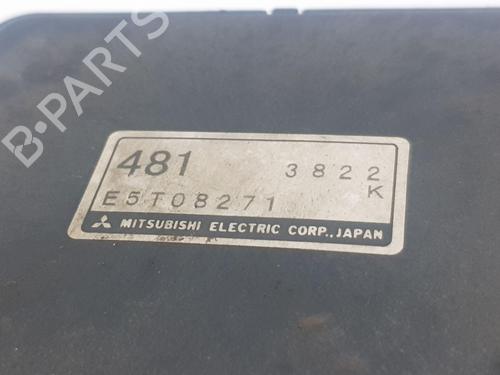 B-PARTS
481 3822
E5T08271 K
MITSUBISHI ELECTRIC CORP., JAPAN